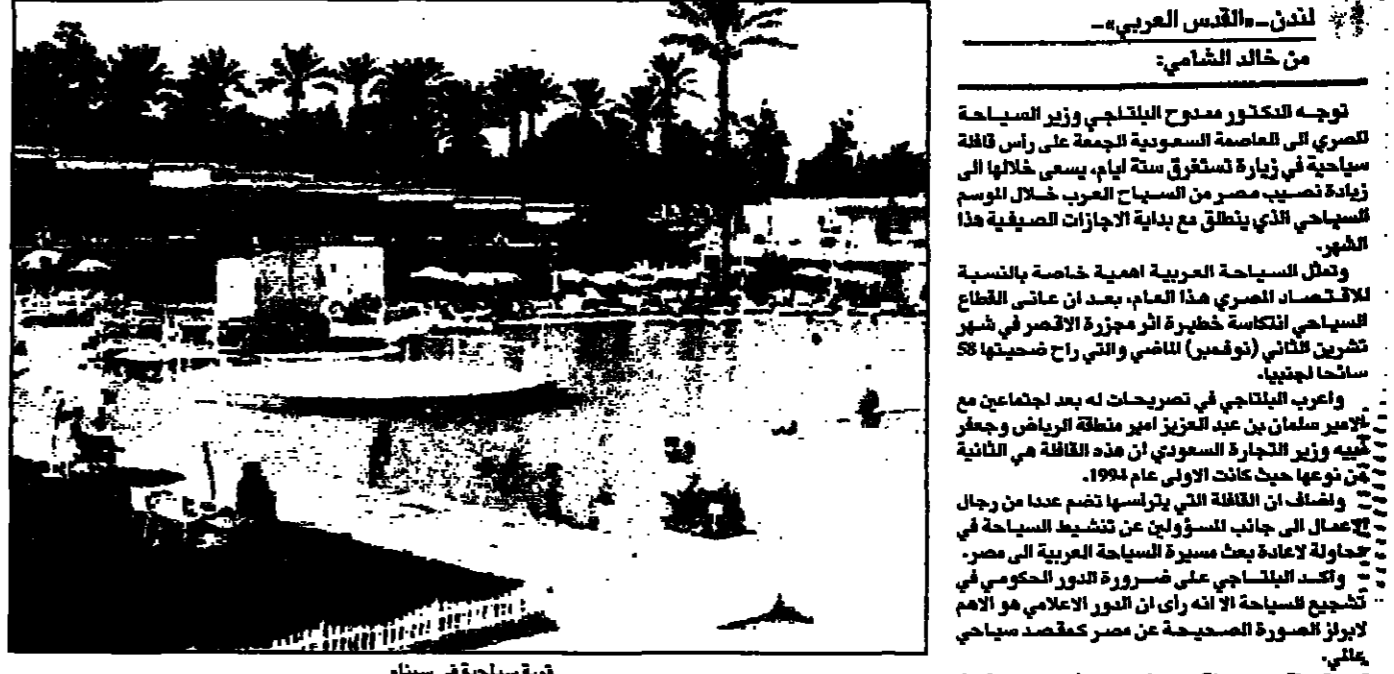 لندن ـ «القدس العربي» ـ
من خالد الشامي:
توجه الدكتور ممدوح البلتاجي وزير السياحة
المصري الى العاصمة السعودية الجمعة على رأس قافلة
سياحية في زيارة تستغرق ستة ايام، يسعى خلالها الى
زيادة نصيب مصر من السياح العرب خلال الموسم
السياحي الذي ينطلق مع بداية الاجازات الصيفية هذا
الشهر.
وتمثل السياحة العربية اهمية خاصة بالنسبة
للاقتصاد المصري هذا العام، بعد ان عانى القطاع
السياحي انتكاسة خطيرة اثر مجزرة الاقصر في شهر
تشرين الثاني (نوفمبر) الماضي والتي راح ضحيتها 58
سائحا اجنبيا.
واعرب البلتاجي في تصريحات له بعد اجتماعين مع
الامير سلمان بن عبد العزيز امير منطقة الرياض وجعفر
وزير التجارة السعودي أن هذه القافلة هي الثانية
من نوعها حيث كانت الاولى عام 1994.
واضاف ان القافلة التي يترأسها تضم عددا من رجال
الاعمال الى جانب المسؤولين عن تنشيط السياحة في
محاولة لاعادة بعث مسيرة السياحة العربية الى مصر.
وأكد البلتاجي على ضرورة الدور الحكومي في
تشجيع السياحة الا انه رأى ان الدور الاعلامي هو الاهم
لابراز الصورة الصحيحة عن مصر كمقصد سياحي
عالمي.
قرية سياحية في سيناء